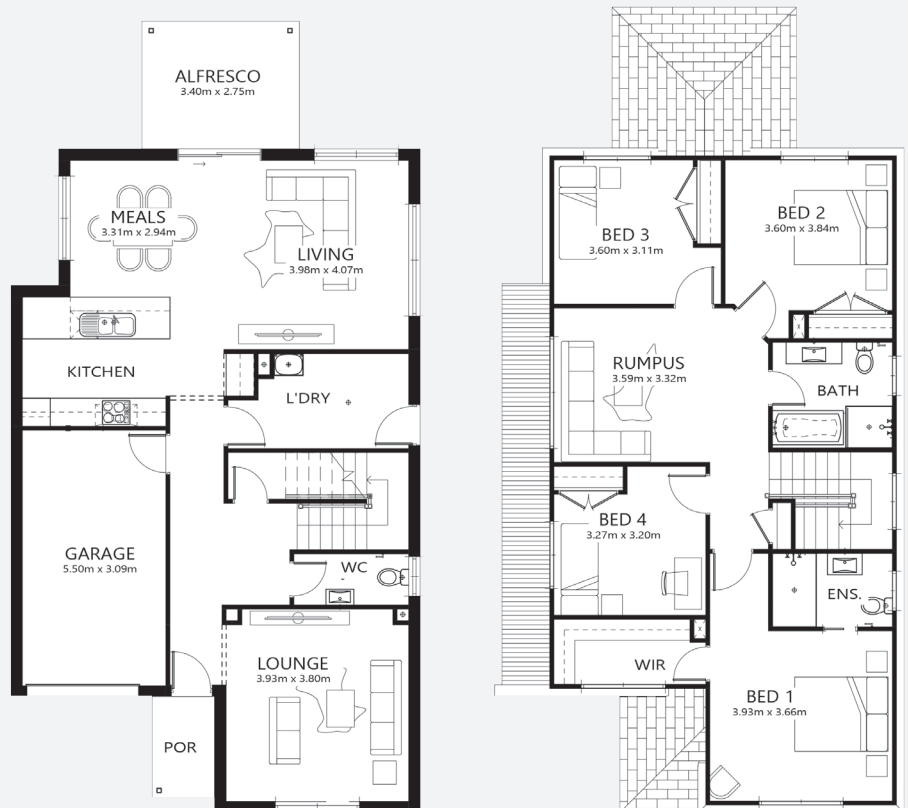 ALFRESCO
3.40m x 2.75m
MEALS
3.31m x 2.94m
LIVING
3.98m x 4.07m
KITCHEN
L'DRY
GARAGE
5.50m x 3.09m
WC
LOUNGE
3.93m x 3.80m
POR
BED 3
3.60m x 3.11m
BED 2
3.60m x 3.84m
RUMPUS
3.59m x 3.32m
BATH
BED 4
3.27m x 3.20m
ENS.
WIR
BED 1
3.93m x 3.66m